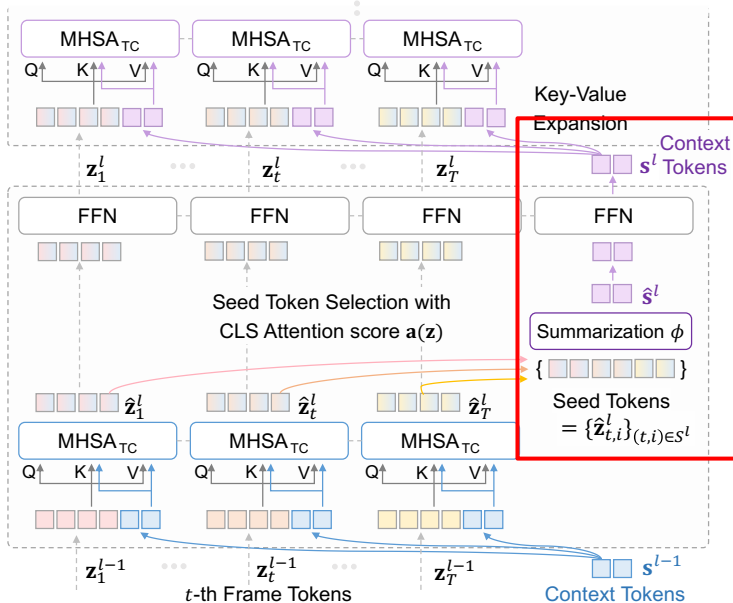 MHSA_TC MHSA_TC MHSA_TC
Q K V Q K V Q K V
Key-Value
Expansion
Context
Tokens
z_1^l ... z_t^l ... z_T^l s^l
FFN FFN FFN FFN
ŝ^l
Seed Token Selection with
CLS Attention score a(z)
Summarization ϕ
{ }
ẑ_1^l ẑ_t^l ẑ_T^l
Seed Tokens
= {ẑ_{t,i}^l}_{(t,i)∈S^l}
MHSA_TC MHSA_TC MHSA_TC
Q K V Q K V Q K V
z_1^{l-1} ... z_t^{l-1} ... z_T^{l-1} s^{l-1}
t-th Frame Tokens Context Tokens